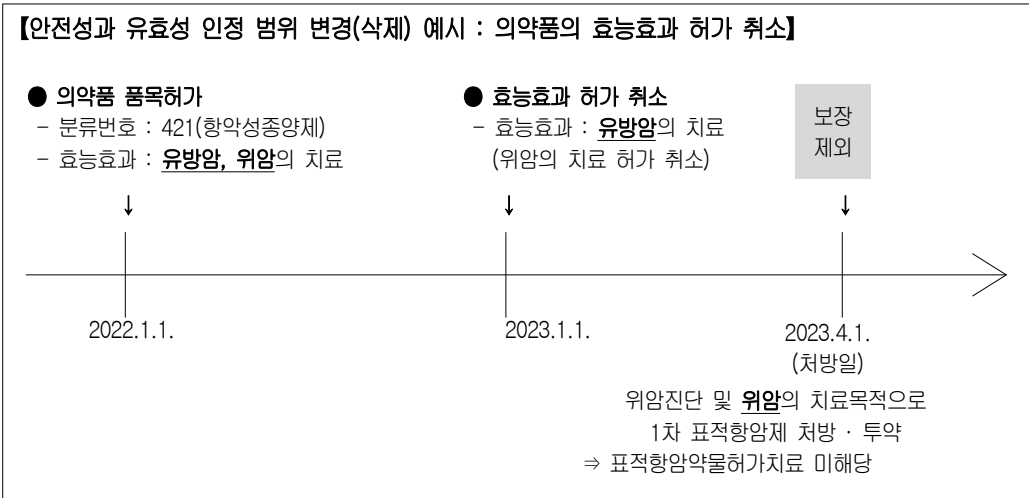 【안전성과 유효성 인정 범위 변경(삭제) 예시 : 의약품의 효능효과 허가 취소】
● 의약품 품목허가
- 분류번호 : 421(항악성종양제)
- 효능효과 : 유방암, 위암의 치료
↓
● 효능효과 허가 취소
- 효능효과 : 유방암의 치료
(위암의 치료 허가 취소)
↓
보장
제외
↓
2022.1.1.
2023.1.1.
2023.4.1.
(처방일)
위암진단 및 위암의 치료목적으로
1차 표적항암제 처방 · 투약
⇒ 표적항암약물허가치료 미해당